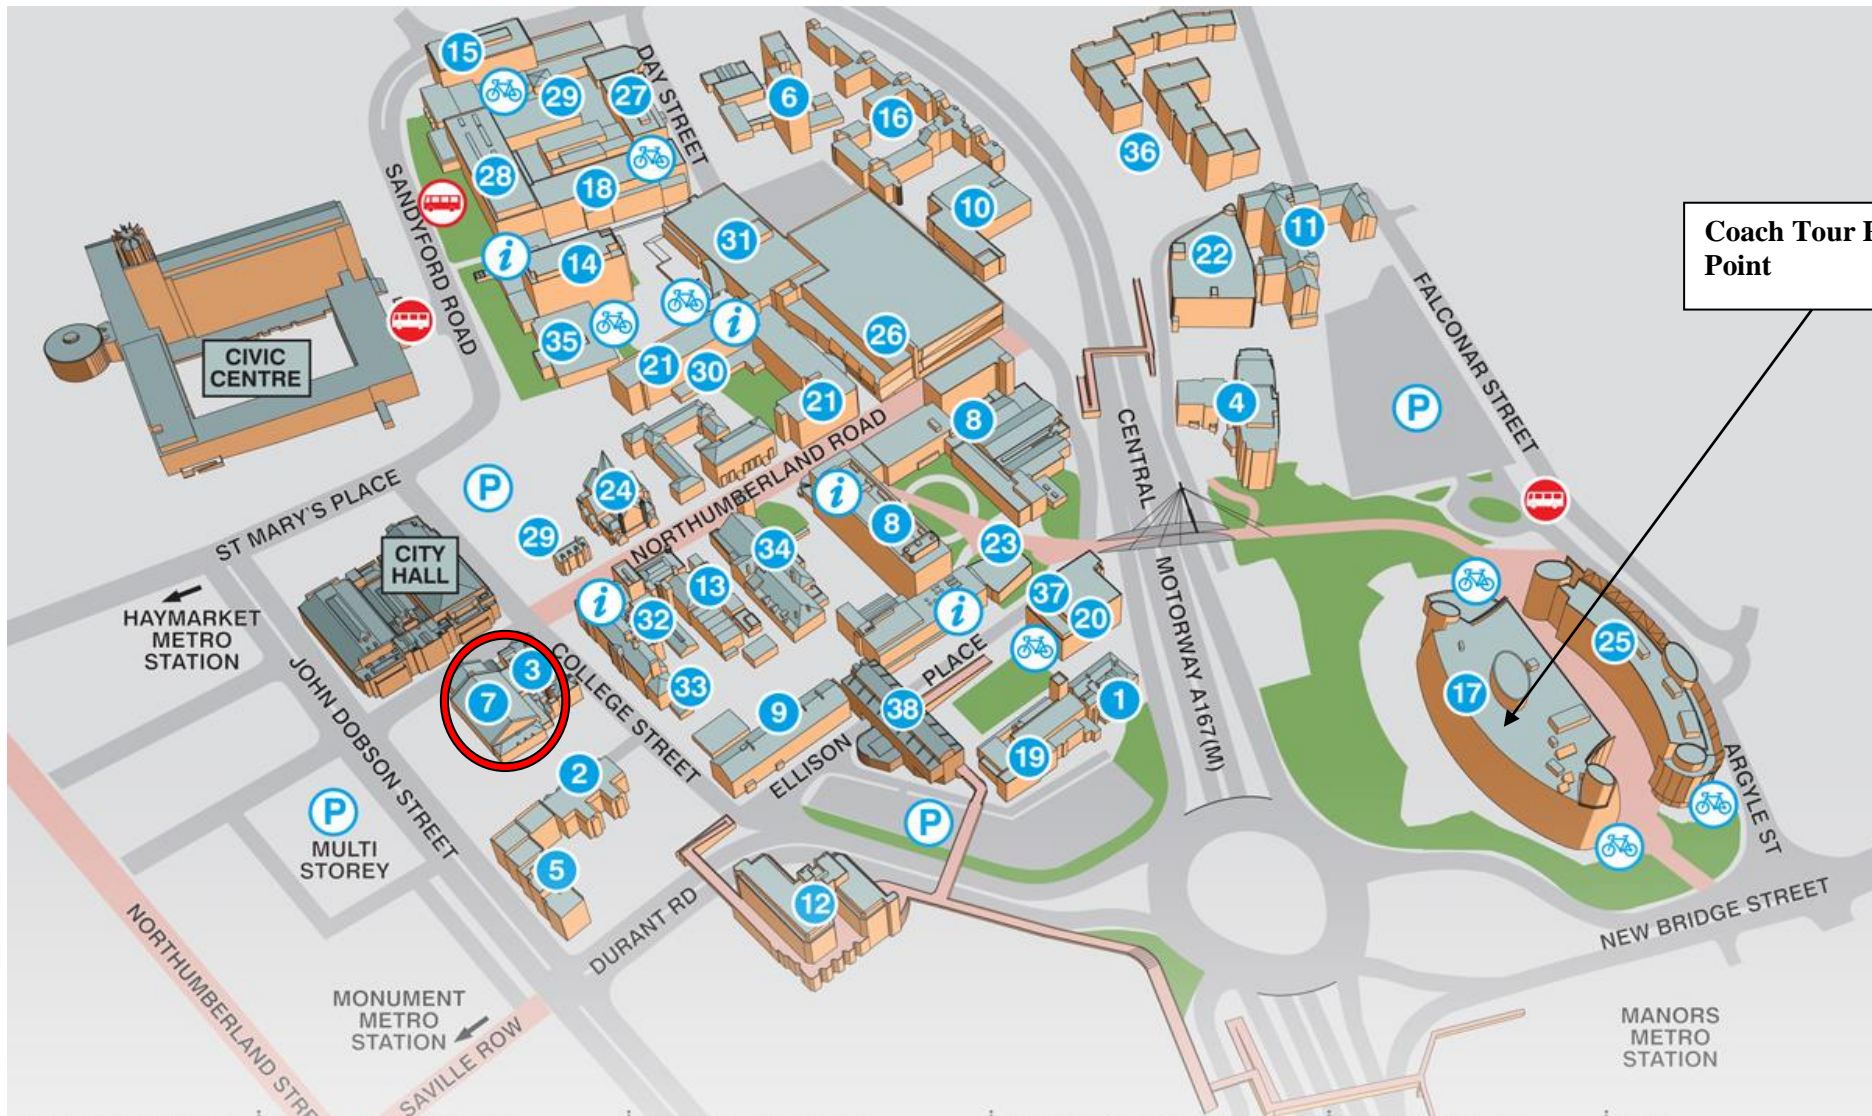 15
29
27
DAY STREET
6
16
36
28
18
SANDYFORD ROAD
10
11
i
14
31
22
Coach Tour
Point
FALCONAR STREET
CIVIC
CENTRE
35
i
26
21
30
21
4
P
8
CENTRAL
MOTORWAY A167(M)
ST MARY'S PLACE
P
24
NORTHUMBERLAND ROAD
i
8
CITY
HALL
29
34
23
HAYMARKET
METRO
STATION
i
13
32
i
37
20
25
3
7
COLLEGE STREET
33
9
38
ELLISON PLACE
1
17
JOHN DOBSON STREET
19
ARGYLE ST
2
P
MULTI
STOREY
P
5
12
DURANT RD
NEW BRIDGE STREET
NORTHUMBERLAND
MONUMENT
METRO
STATION
SAVILLE ROW
MANORS
METRO
STATION